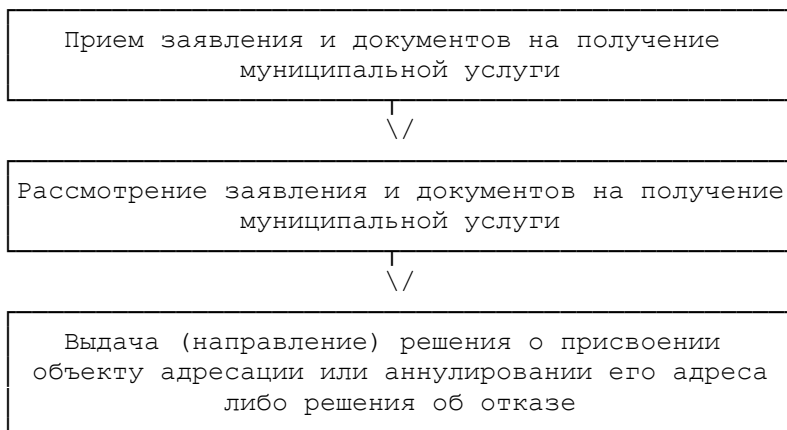 Прием заявления и документов на получение
муниципальной услуги
\/
Рассмотрение заявления и документов на получение
муниципальной услуги
\/
Выдача (направление) решения о присвоении
объекту адресации или аннулировании его адреса
либо решения об отказе